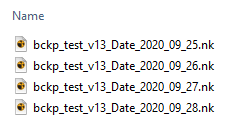 Name
bckp_test_v13_Date_2020_09_25.nk
bckp_test_v13_Date_2020_09_26.nk
bckp_test_v13_Date_2020_09_27.nk
bckp_test_v13_Date_2020_09_28.nk